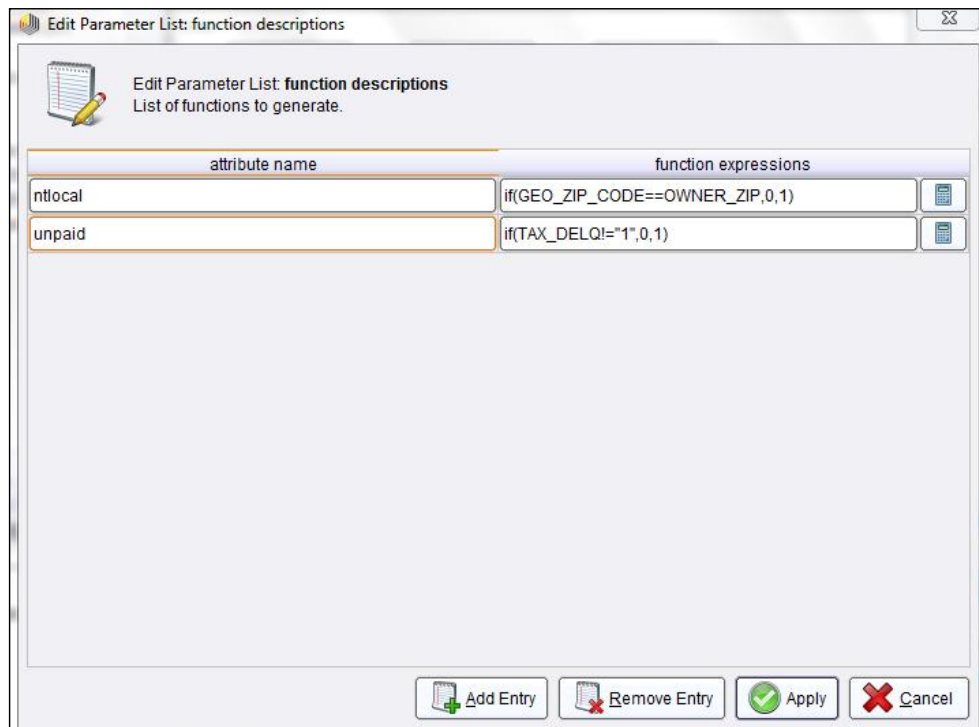 Edit Parameter List: function descriptions
Edit Parameter List: function descriptions
List of functions to generate.
attribute name function expressions
ntlocal if(GEO_ZIP_CODE==OWNER_ZIP,0,1)
unpaid if(TAX_DELQ!="1",0,1)
Add Entry Remove Entry Apply Cancel